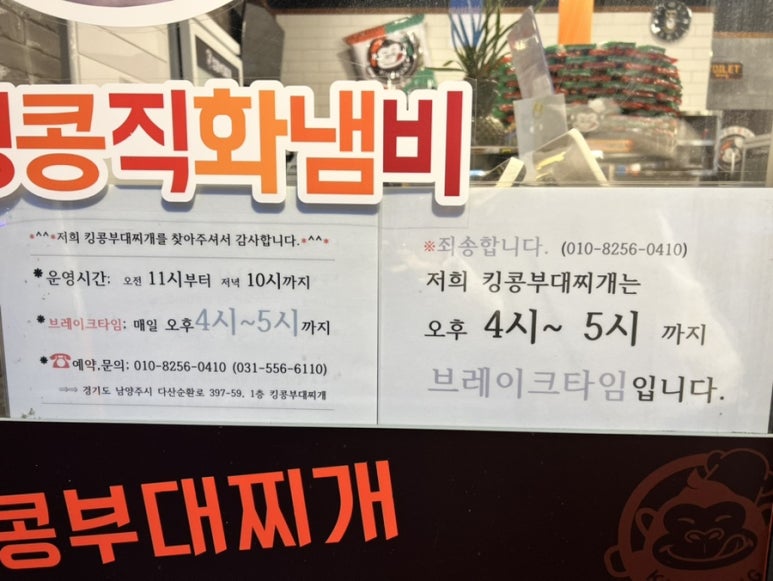 킹콩직화냄비
*^^*저희 킹콩부대찌개를 찾아주셔서 감사합니다.*^^*
*운영시간: 오전 11시부터 저녁 10시까지
*브레이크타임: 매일 오후4시~5시까지
*☎예약.문의: 010-8256-0410 (031-556-6110)
⇒⇒ 경기도 남양주시 다산순환로 397-59. 1층 킹콩부대찌개
※죄송합니다. (010-8256-0410)
저희 킹콩부대찌개는
오후 4시~ 5시 까지
브레이크타임입니다.
콩부대찌개